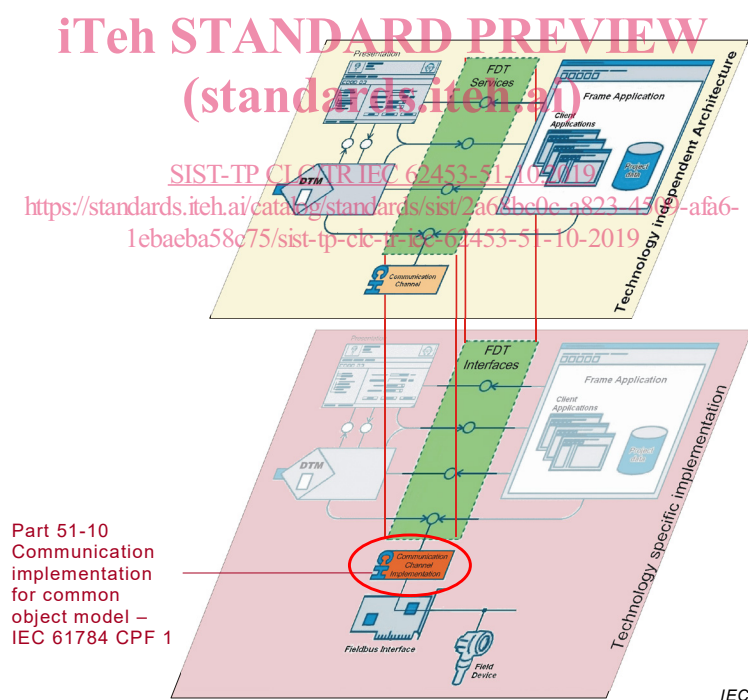 iTeh STANDARD PREVIEW
(standards.iteh.ai)
Presentation
FDT
Services
Frame Application
Client
Applications
Project
data
DTM
SIST-TP CLC/TR IEC 62453-51-10:2019
https://standards.iteh.ai/catalog/standards/sist/
-afa6-
1ebaeba58c75/sist-tp-clc-tr-iec-62453-51-10-2019
Communication
Channel
CH
Technology independent Architecture
Presentation
FDT
Interfaces
Frame Application
Client
Applications
Project
data
DTM
Communication
Channel
Implementation
CH
Technology specific implementation
Part 51-10
Communication
implementation
for common
object model –
IEC 61784 CPF 1
Fieldbus Interface
Field
Device
IEC